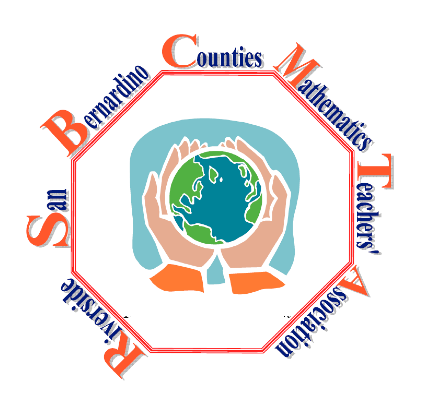 Riverside
San
Bernardino
Counties
Mathematics
Teachers'
Association